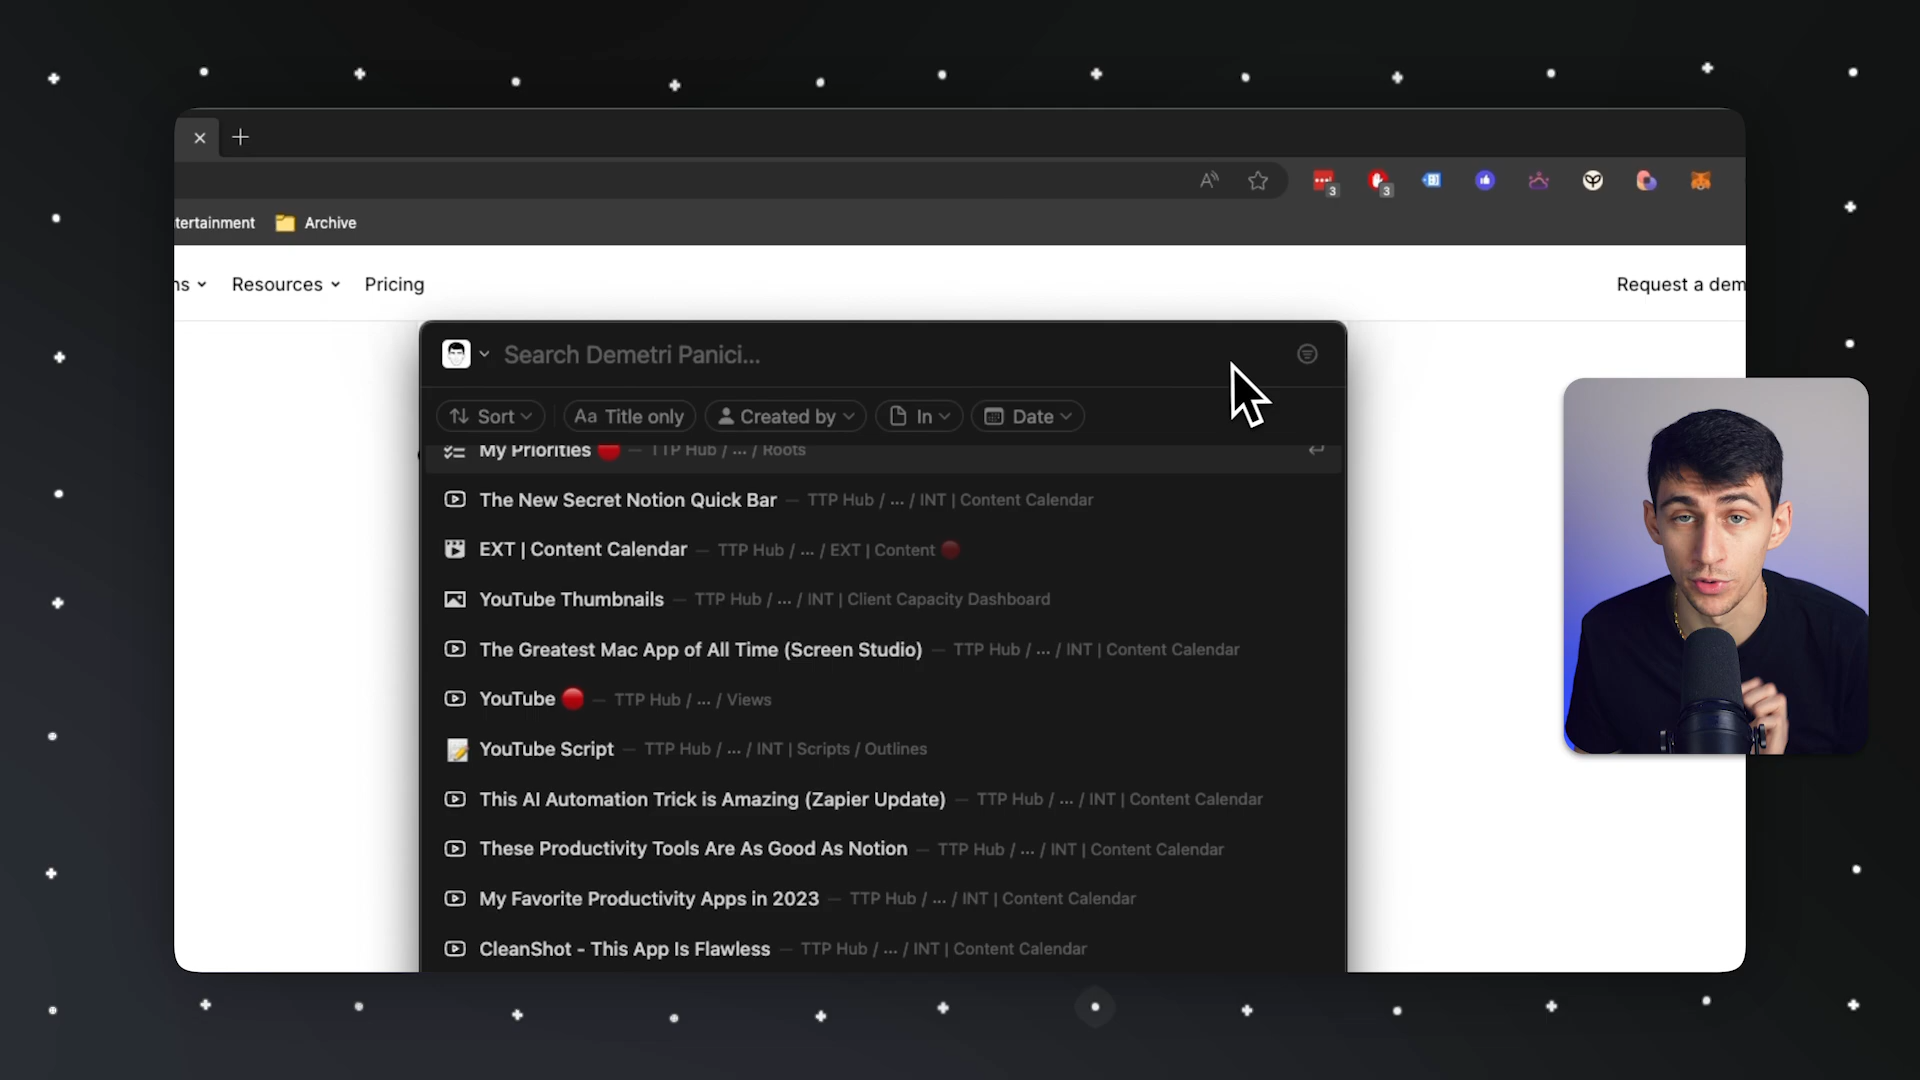 3
3
tertainment
Archive
ns
Resources
Pricing
Request a dem
Search Demetri Panici...
Sort
Aa Title only
Created by
In
Date
My Priorities — TTP Hub / ... / Roots
The New Secret Notion Quick Bar — TTP Hub / ... / INT | Content Calendar
EXT | Content Calendar — TTP Hub / ... / EXT | Content
YouTube Thumbnails — TTP Hub / ... / INT | Client Capacity Dashboard
The Greatest Mac App of All Time (Screen Studio) — TTP Hub / ... / INT | Content Calendar
YouTube — TTP Hub / ... / Views
YouTube Script — TTP Hub / ... / INT | Scripts / Outlines
This AI Automation Trick is Amazing (Zapier Update) — TTP Hub / ... / INT | Content Calendar
These Productivity Tools Are As Good As Notion — TTP Hub / ... / INT | Content Calendar
My Favorite Productivity Apps in 2023 — TTP Hub / ... / INT | Content Calendar
CleanShot - This App Is Flawless — TTP Hub / ... / INT | Content Calendar